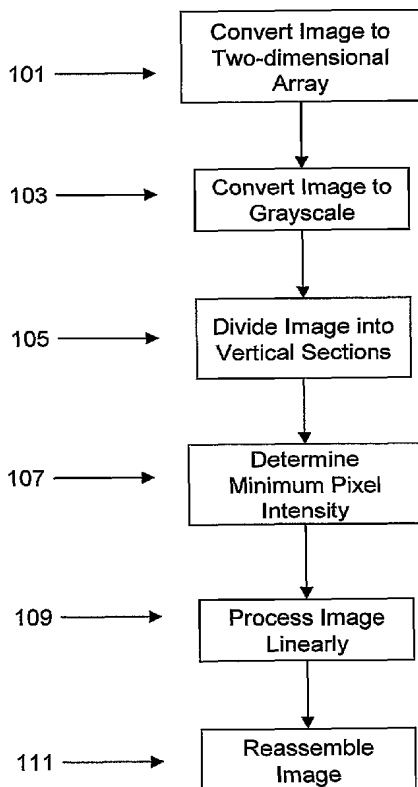 Convert Image to
Two-dimensional
Array
101
Convert Image to
Grayscale
103
Divide Image into
Vertical Sections
105
Determine
Minimum Pixel
Intensity
107
Process Image
Linearly
109
Reassemble
Image
111